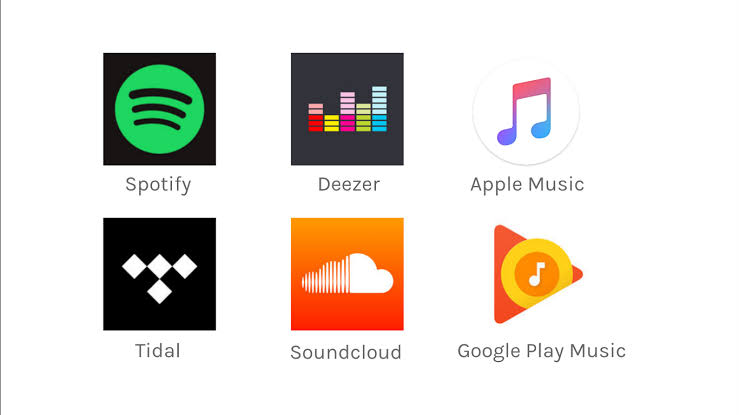 Spotify
Deezer
Apple Music
Tidal
Soundcloud
Google Play Music